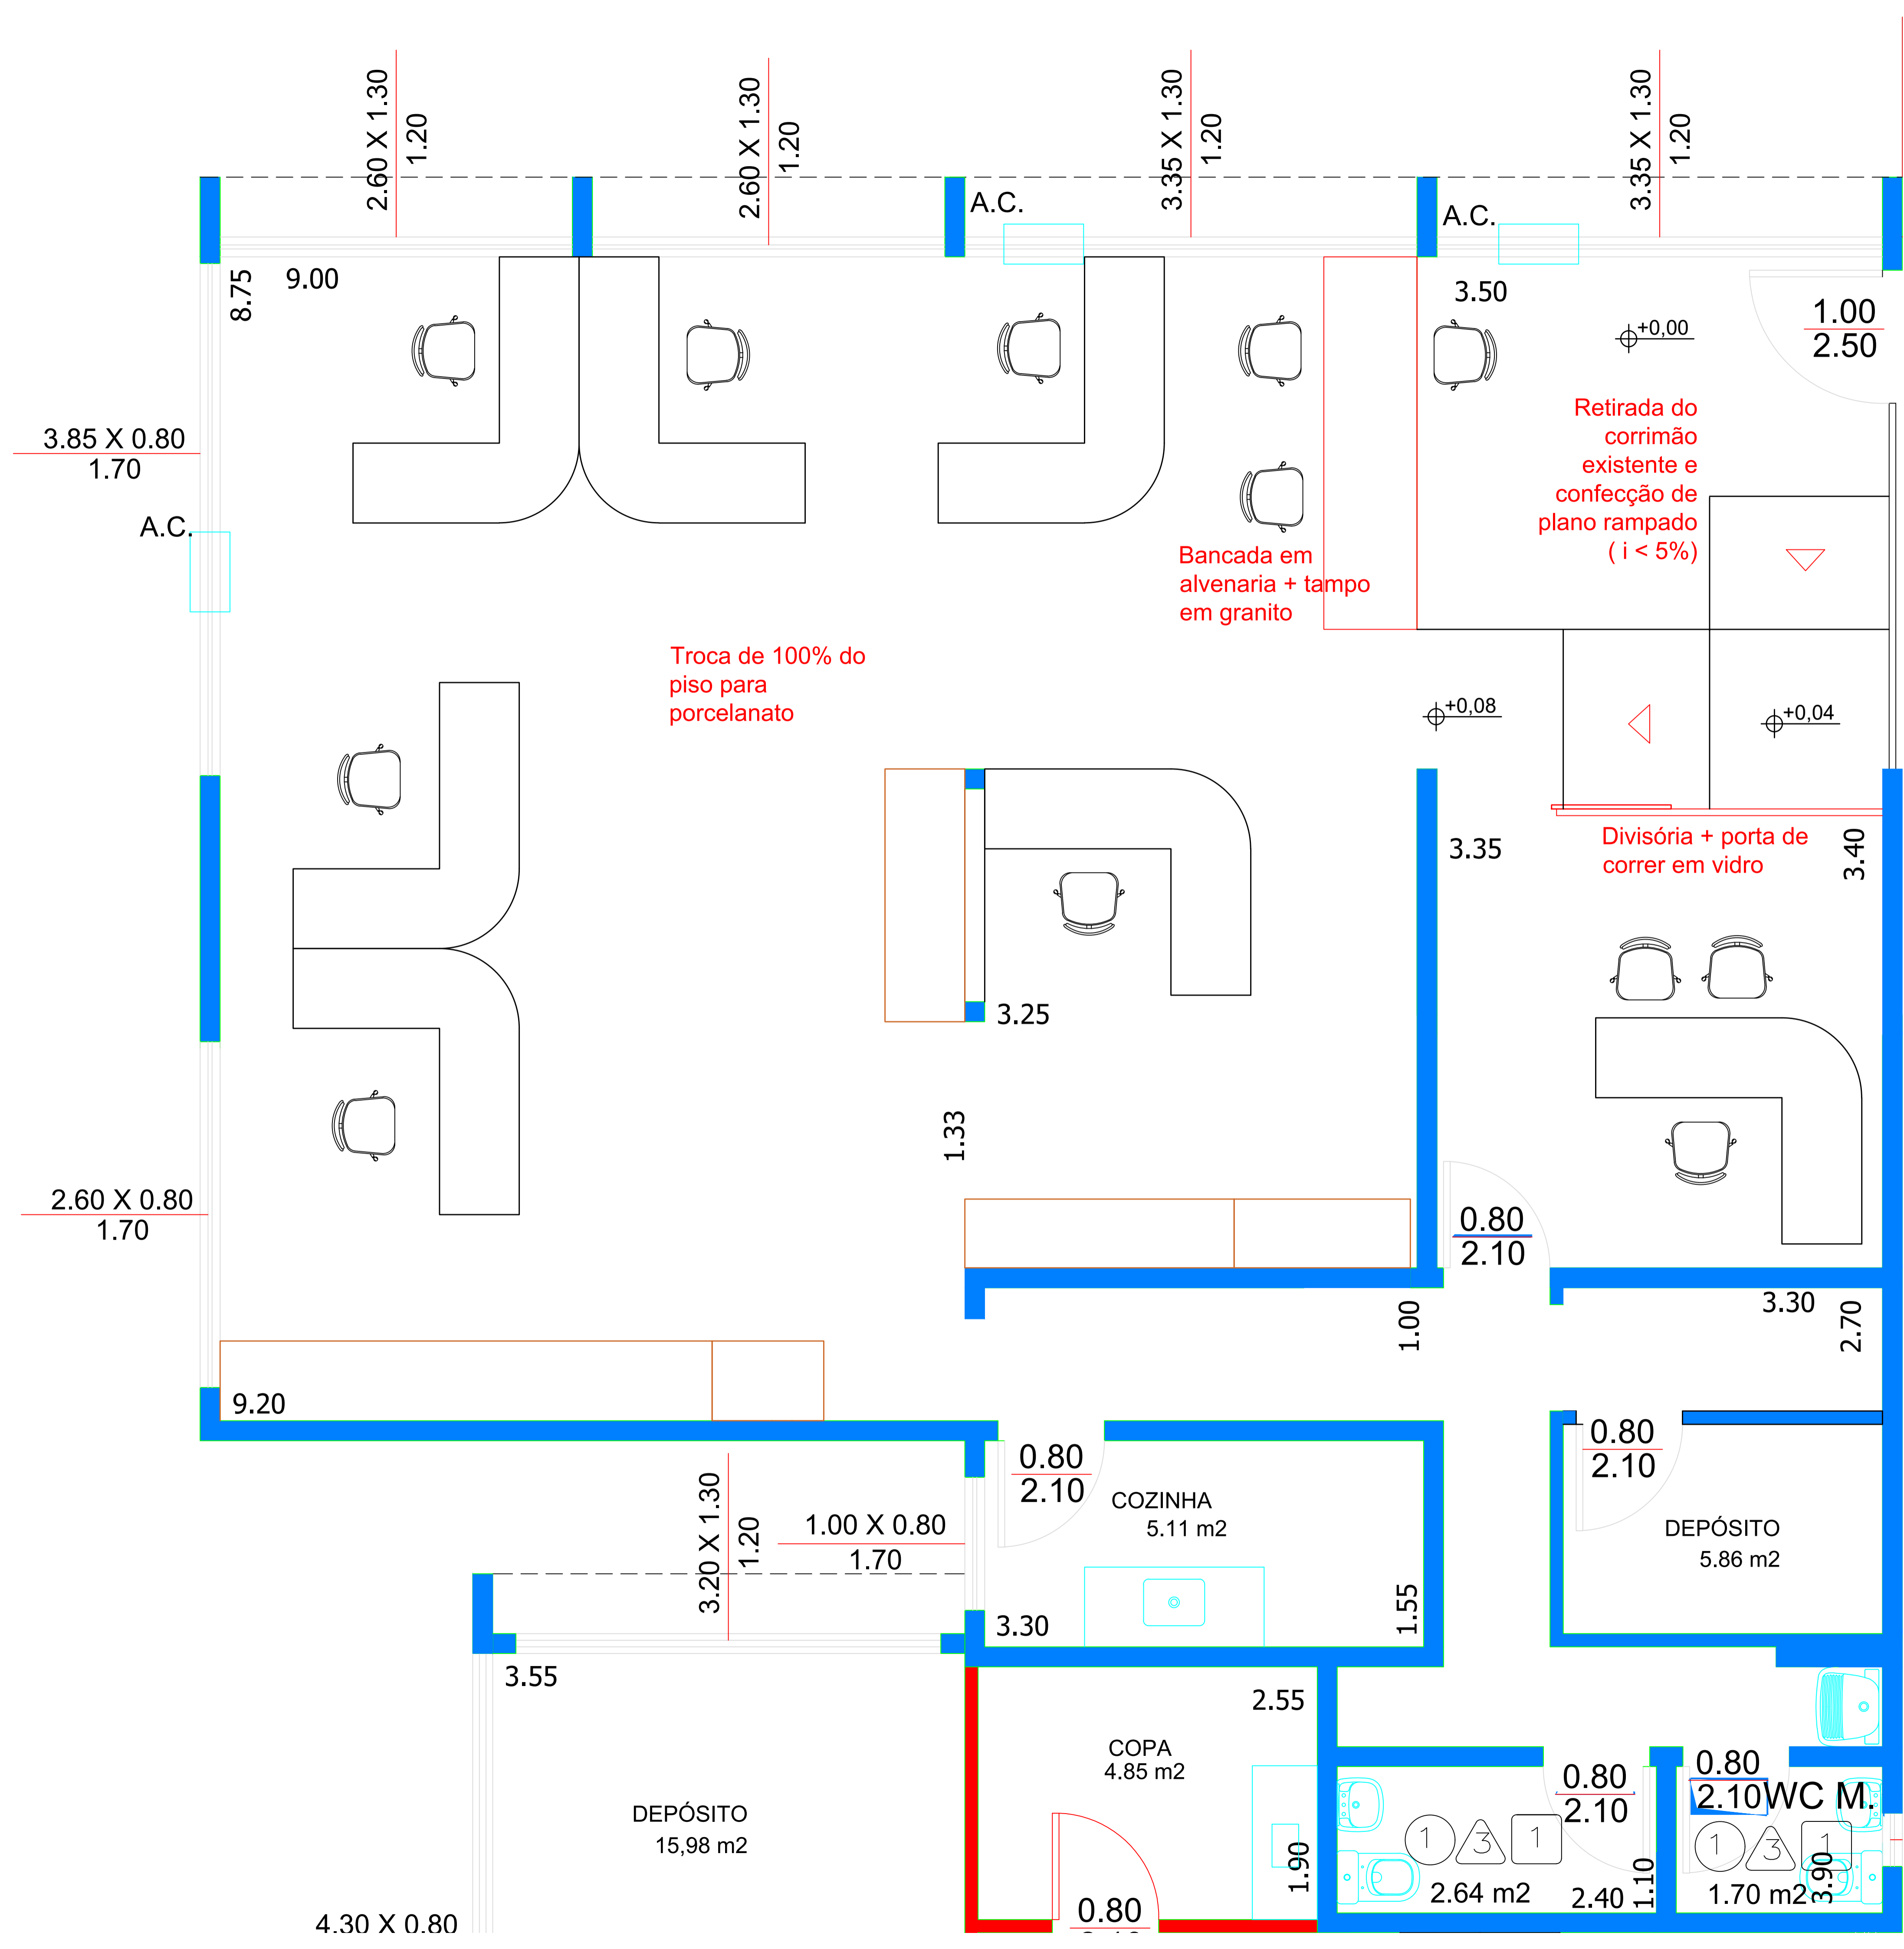 2.60 X 1.30
1.20
2.60 X 1.30
1.20
3.35 X 1.30
1.20
3.35 X 1.30
1.20
A.C.
A.C.
8.75
9.00
3.50
+0,00
1.00
2.50
Retirada do
corrimão
existente e
confecção de
plano rampado
( i < 5%)
3.85 X 0.80
1.70
A.C.
Bancada em
alvenaria + tampo
em granito
Troca de 100% do
piso para
porcelanato
+0,08
+0,04
Divisória + porta de
correr em vidro
3.35
3.40
3.25
1.33
2.60 X 0.80
1.70
0.80
2.10
3.30
2.70
1.00
9.20
0.80
2.10
0.80
2.10
COZINHA
5.11 m2
DEPÓSITO
5.86 m2
3.20 X 1.30
1.20
1.00 X 0.80
1.70
3.30
1.55
3.55
2.55
COPA
4.85 m2
DEPÓSITO
15,98 m2
0.80
2.10
0.80
2.10
WC M.
1
3
1
1
3
1
1.90
2.64 m2
2.40
1.10
1.70 m2
3.90
4.30 X 0.80
0.80